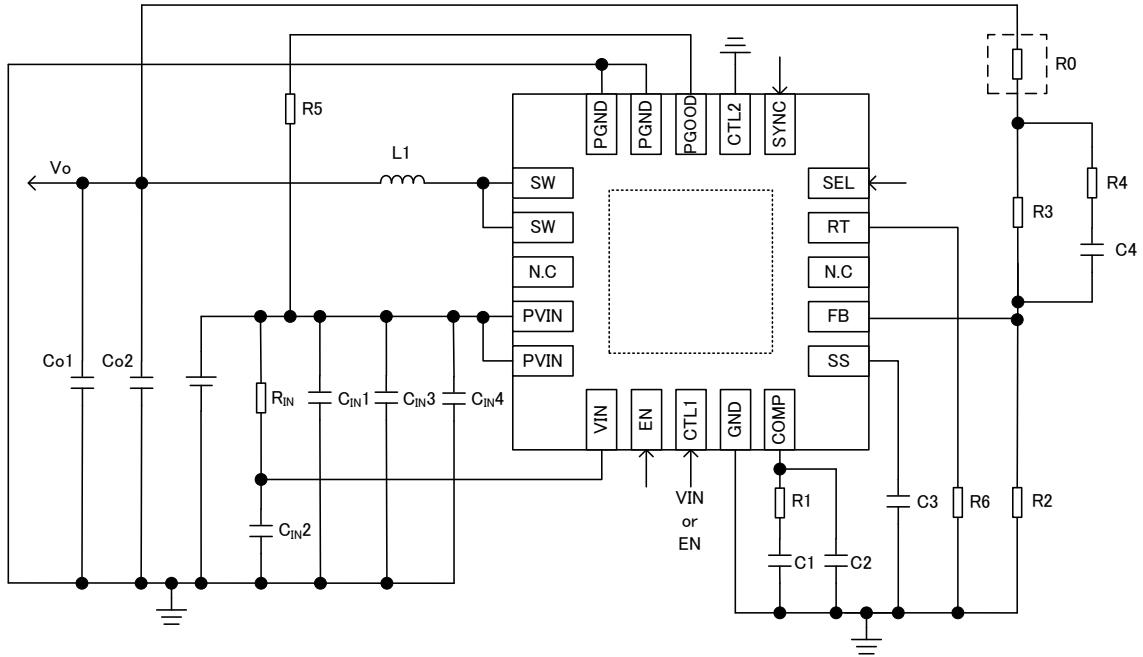 R0
R5
PGND
PGND
PGOOD
CTL2
SYNC
L1
Vo
SW
SEL
R4
SW
RT
R3
N.C
N.C
C4
PVIN
FB
PVIN
SS
Co1
Co2
RIN
CIN1
CIN3
CIN4
VIN
EN
CTL1
GND
COMP
VIN
or
EN
R1
C3
R6
R2
CIN2
C1
C2